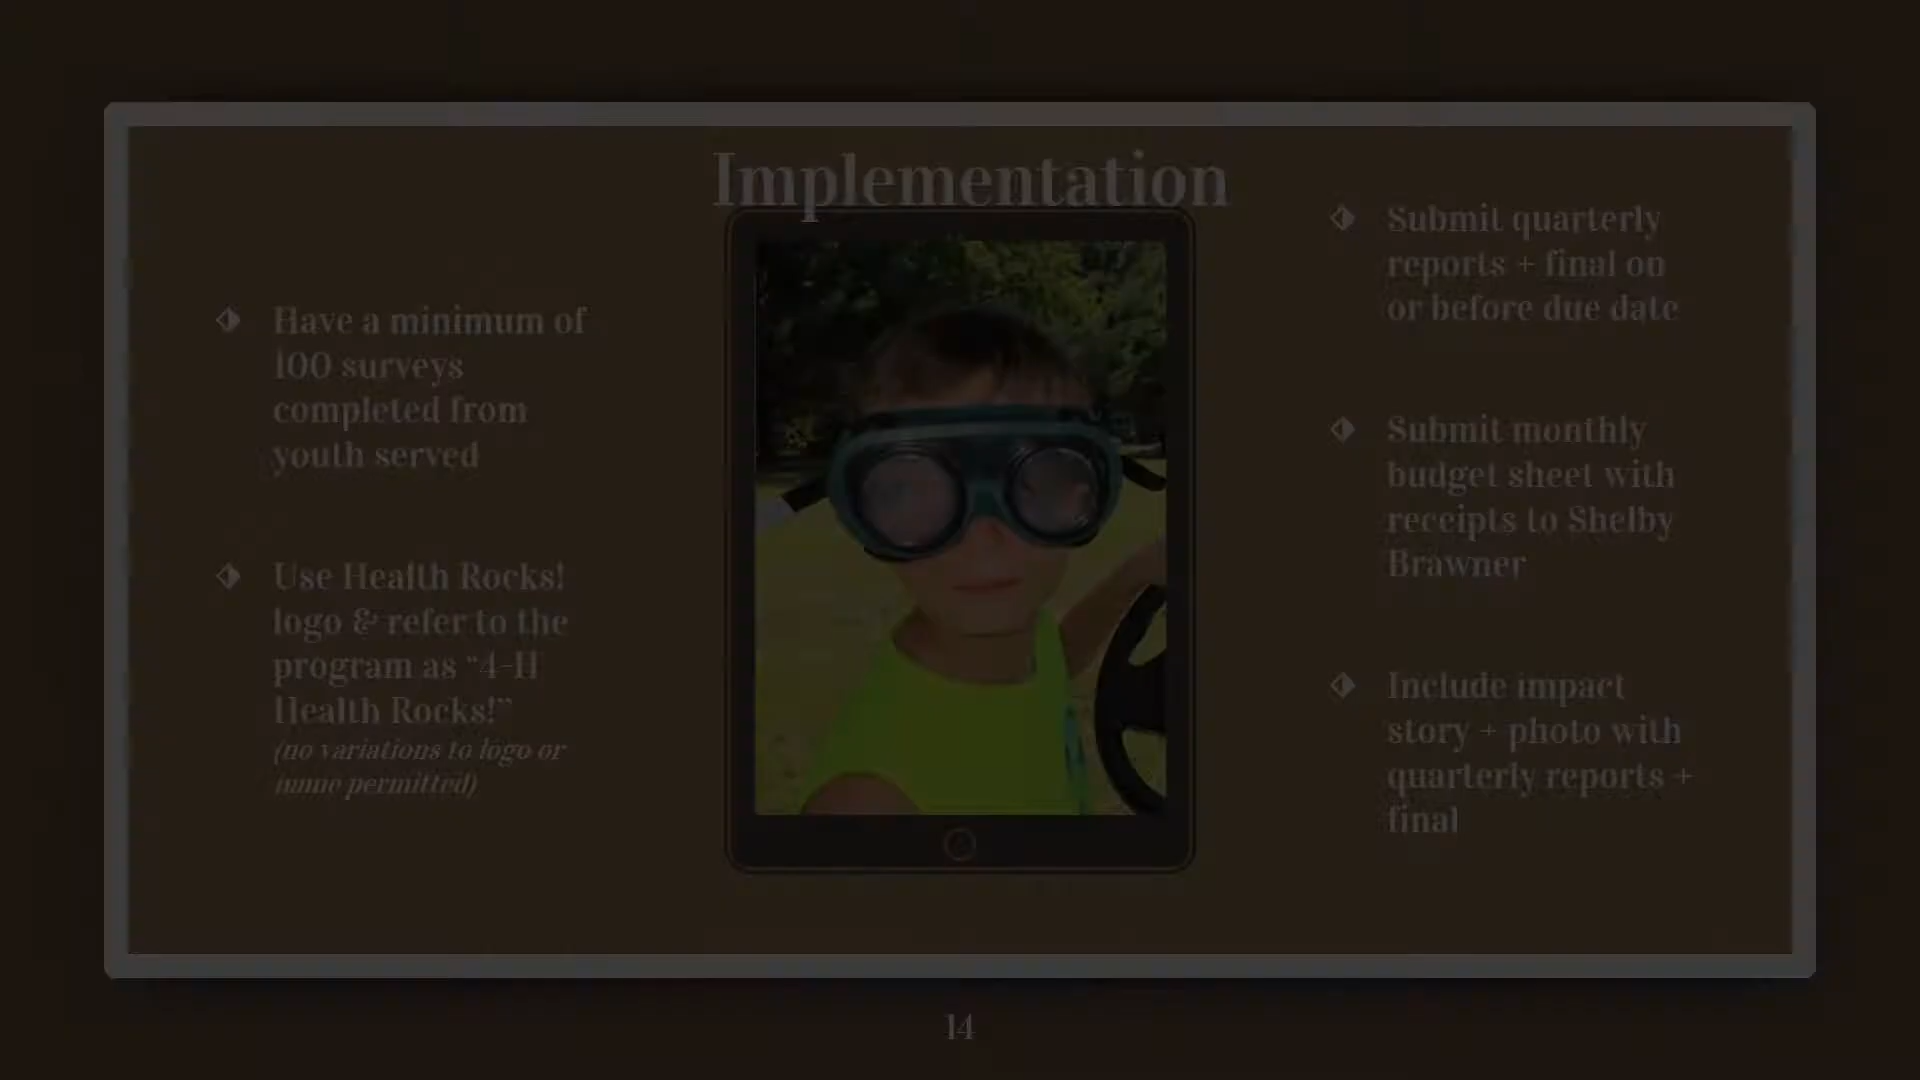 Implementation
Have a minimum of
100 surveys
completed from
youth served
Use Health Rocks!
logo & refer to the
program as “4-H
Health Rocks!”
(no variations to logo or
name permitted)
Submit quarterly
reports + final on
or before due date
Submit monthly
budget sheet with
receipts to Shelby
Brawner
Include impact
story + photo with
quarterly reports +
final
14